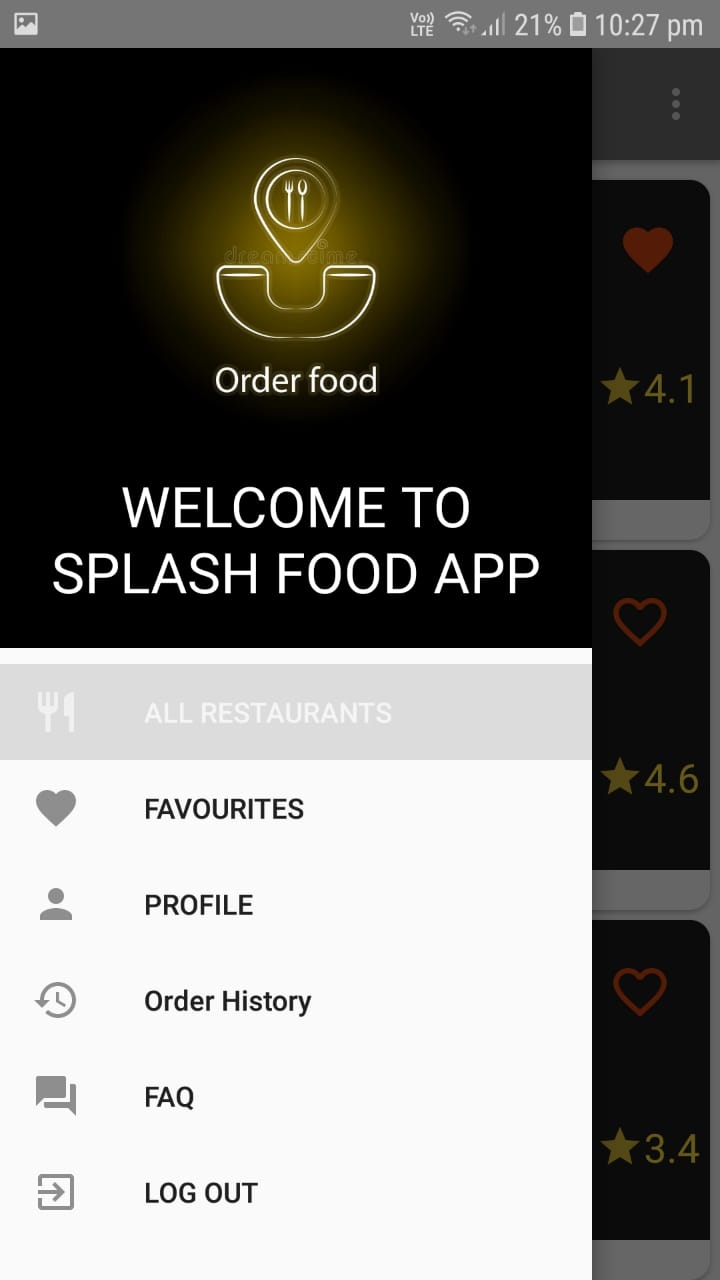 Vo)) LTE 21% 10:27 pm
dreamstime
Order food
WELCOME TO
SPLASH FOOD APP
4.1
ALL RESTAURANTS
4.6
FAVOURITES
PROFILE
Order History
FAQ
3.4
LOG OUT